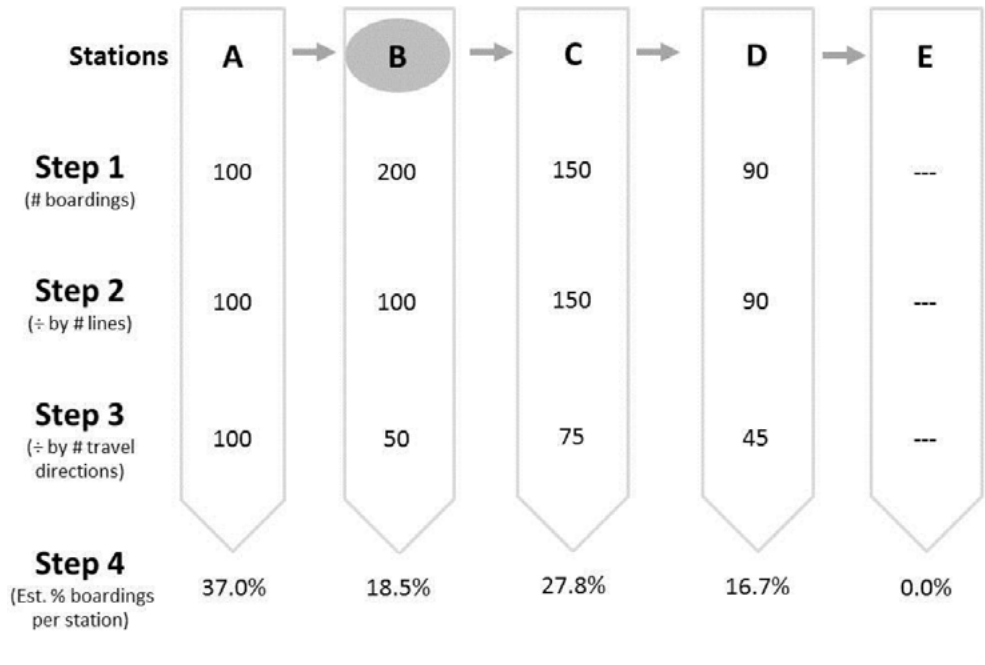 Stations A B C D E
Step 1 100 200 150 90 ---
(# boardings)
Step 2 100 100 150 90 ---
(÷ by # lines)
Step 3 100 50 75 45 ---
(÷ by # travel
directions)
Step 4 37.0% 18.5% 27.8% 16.7% 0.0%
(Est. % boardings
per station)